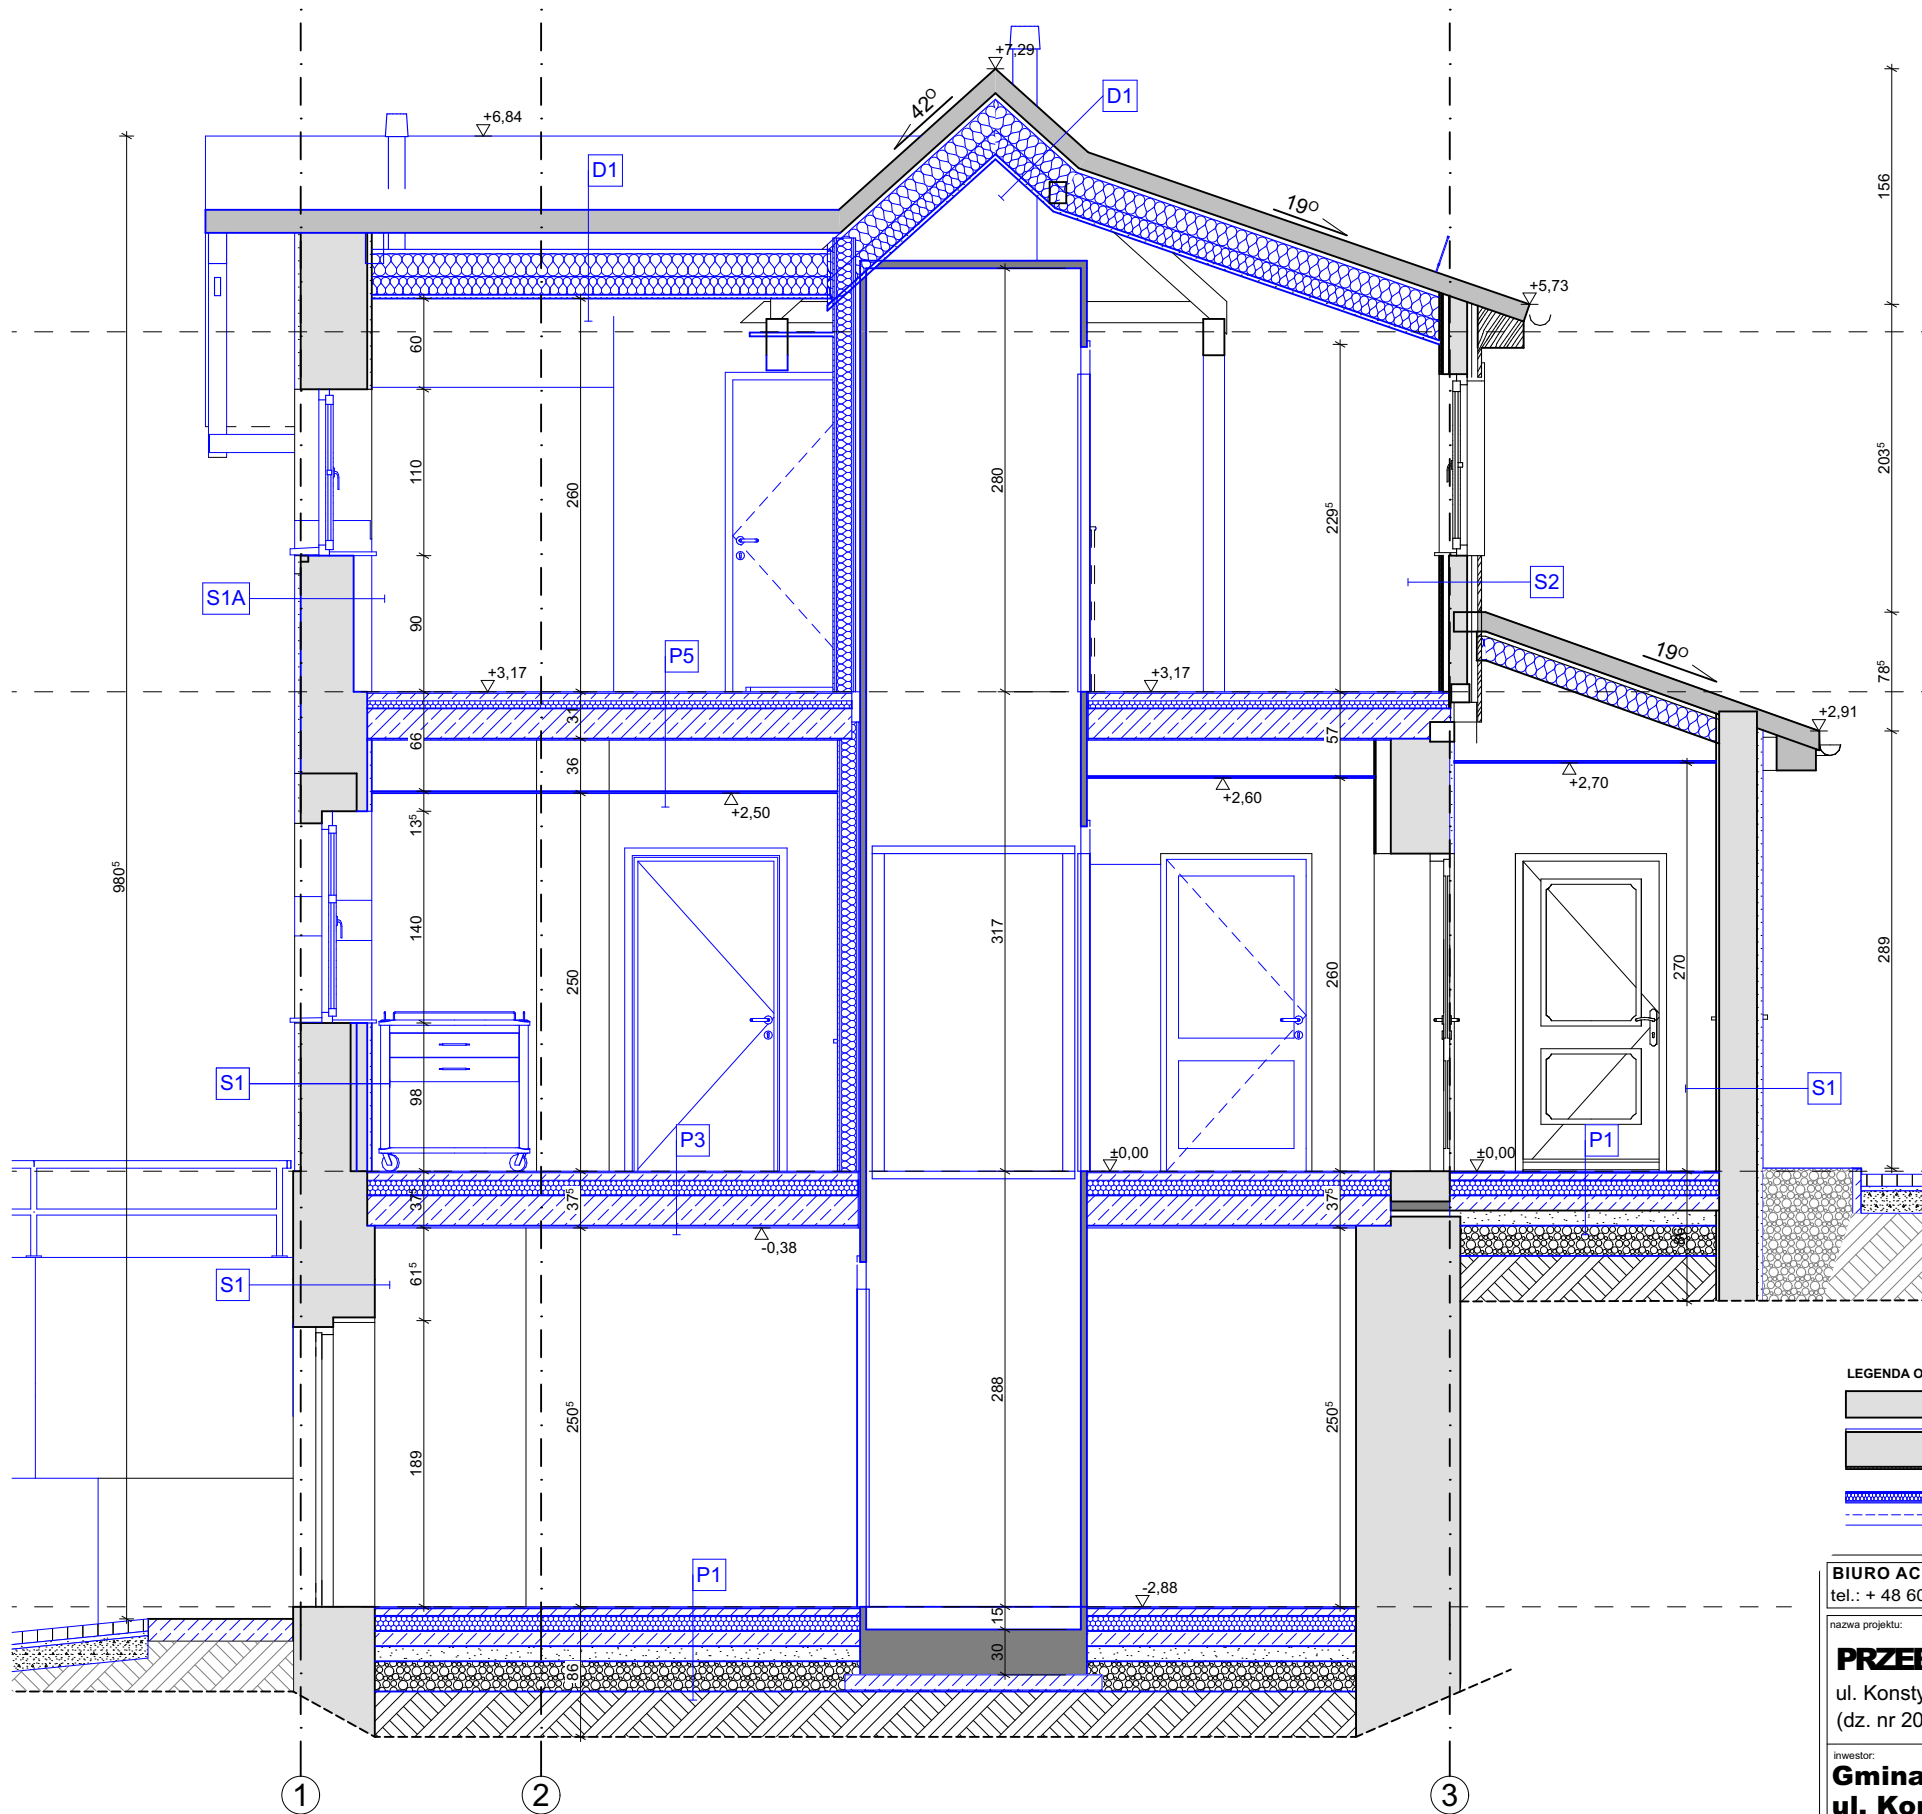 +7,29
42°
D1
+6,84
156
D1
19°
+5,73
60
110
260
280
229⁵
203⁵
S1A
S2
90
P5
19°
78⁵
+3,17
+3,17
+2,91
31
66
57
36
+2,50
+2,60
+2,70
13⁵
980⁵
140
250
317
260
270
289
S1
98
S1
P3
±0,00
±0,00
P1
37⁵
37⁵
37⁵
-0,38
S1
61⁵
288
LEGENDA O
250⁵
250⁵
189
P1
-2,88
BIURO AC
tel.: + 48 60
15
30
86
nazwa projektu:
ul. Konsty
(dz. nr 20
inwestor:
Gmina
ul. Kon
1
2
3